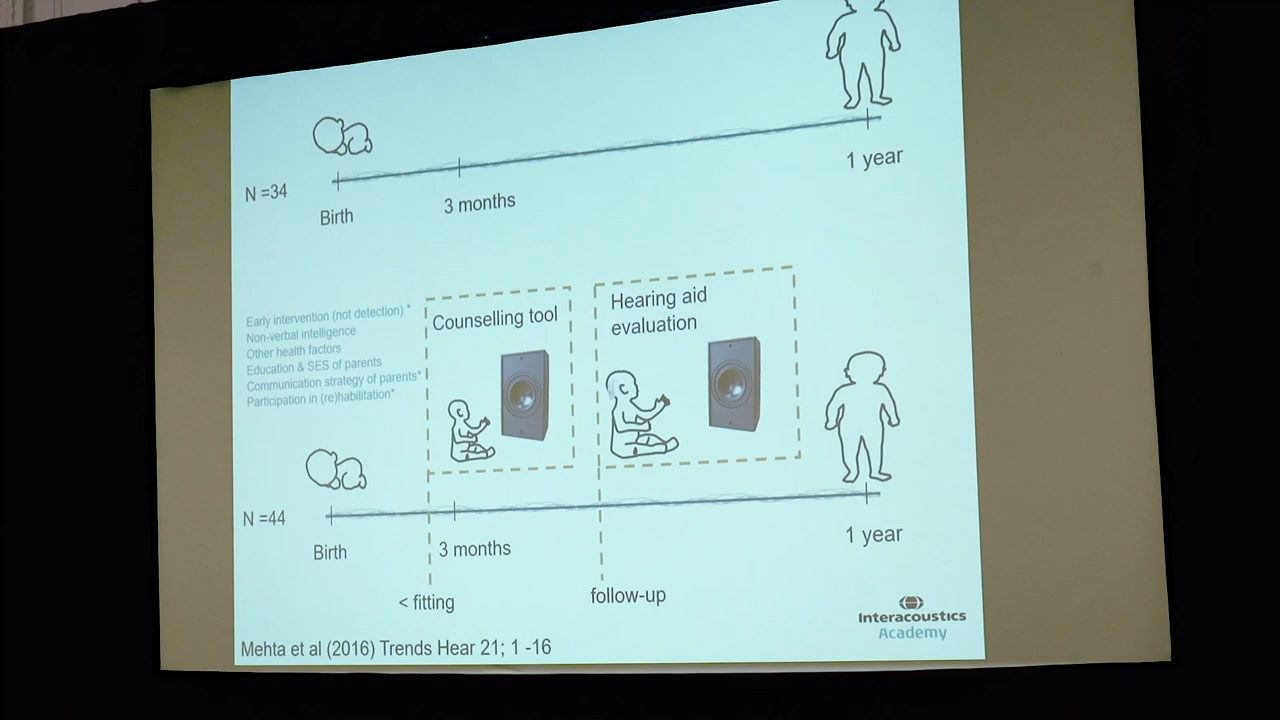 N =34
Birth
3 months
1 year
Early intervention (not detection) *
Non-verbal intelligence
Other health factors
Education & SES of parents
Communication strategy of parents*
Participation in (re)habilitation*
Counselling tool
Hearing aid
evaluation
N =44
Birth
3 months
1 year
< fitting
follow-up
Interacoustics
Academy
Mehta et al (2016) Trends Hear 21; 1 -16